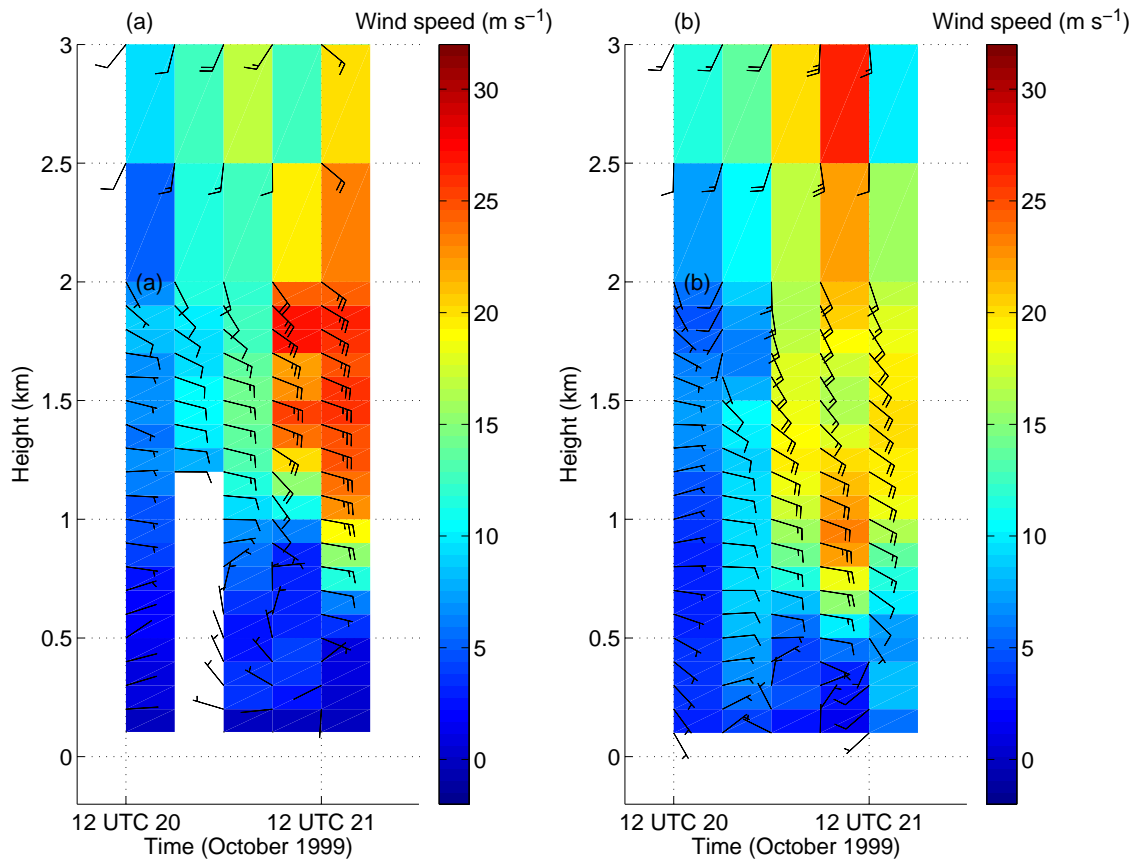 (a) Wind speed (m s−1) (b) Wind speed (m s−1)
3 30 3 30
2.5 25 2.5 25
2 (a) 20 2 (b) 20
1.5 15 1.5 15
1 10 1 10
0.5 5 0.5 5
0 0 0 0
Height (km) Height (km)
12 UTC 20 12 UTC 21 12 UTC 20 12 UTC 21
Time (October 1999) Time (October 1999)